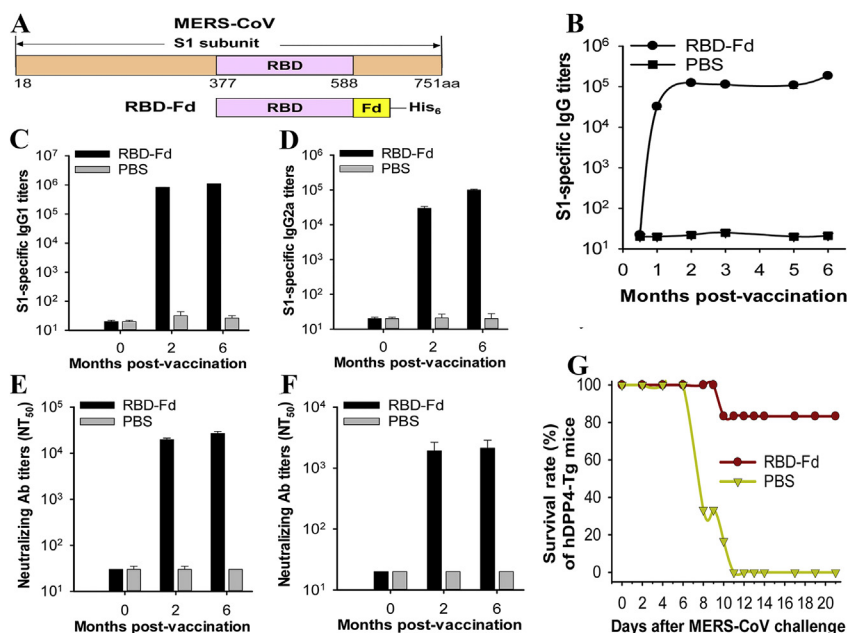 A
MERS-CoV
S1 subunit
RBD
18 377 588 751aa
RBD-Fd RBD Fd His6
B
S1-specific IgG titers
10^6
10^5
10^4
10^3
10^2
10^1
RBD-Fd
PBS
0 1 2 3 4 5 6
Months post-vaccination
C
S1-specific IgG1 titers
10^7
10^6
10^5
10^4
10^3
10^2
10^1
RBD-Fd
PBS
0 2 6
Months post-vaccination
D
S1-specific IgG2a titers
10^6
10^5
10^4
10^3
10^2
10^1
RBD-Fd
PBS
0 2 6
Months post-vaccination
E
Neutralizing Ab titers (NT50)
10^5
10^4
10^3
10^2
10^1
RBD-Fd
PBS
0 2 6
Months post-vaccination
F
Neutralizing Ab titers (NT50)
10^4
10^3
10^2
10^1
RBD-Fd
PBS
0 2 6
Months post-vaccination
G
Survival rate (%)
of hDPP4-Tg mice
100
80
60
40
20
0
RBD-Fd
PBS
0 2 4 6 8 10 12 14 16 18 20
Days after MERS-CoV challenge